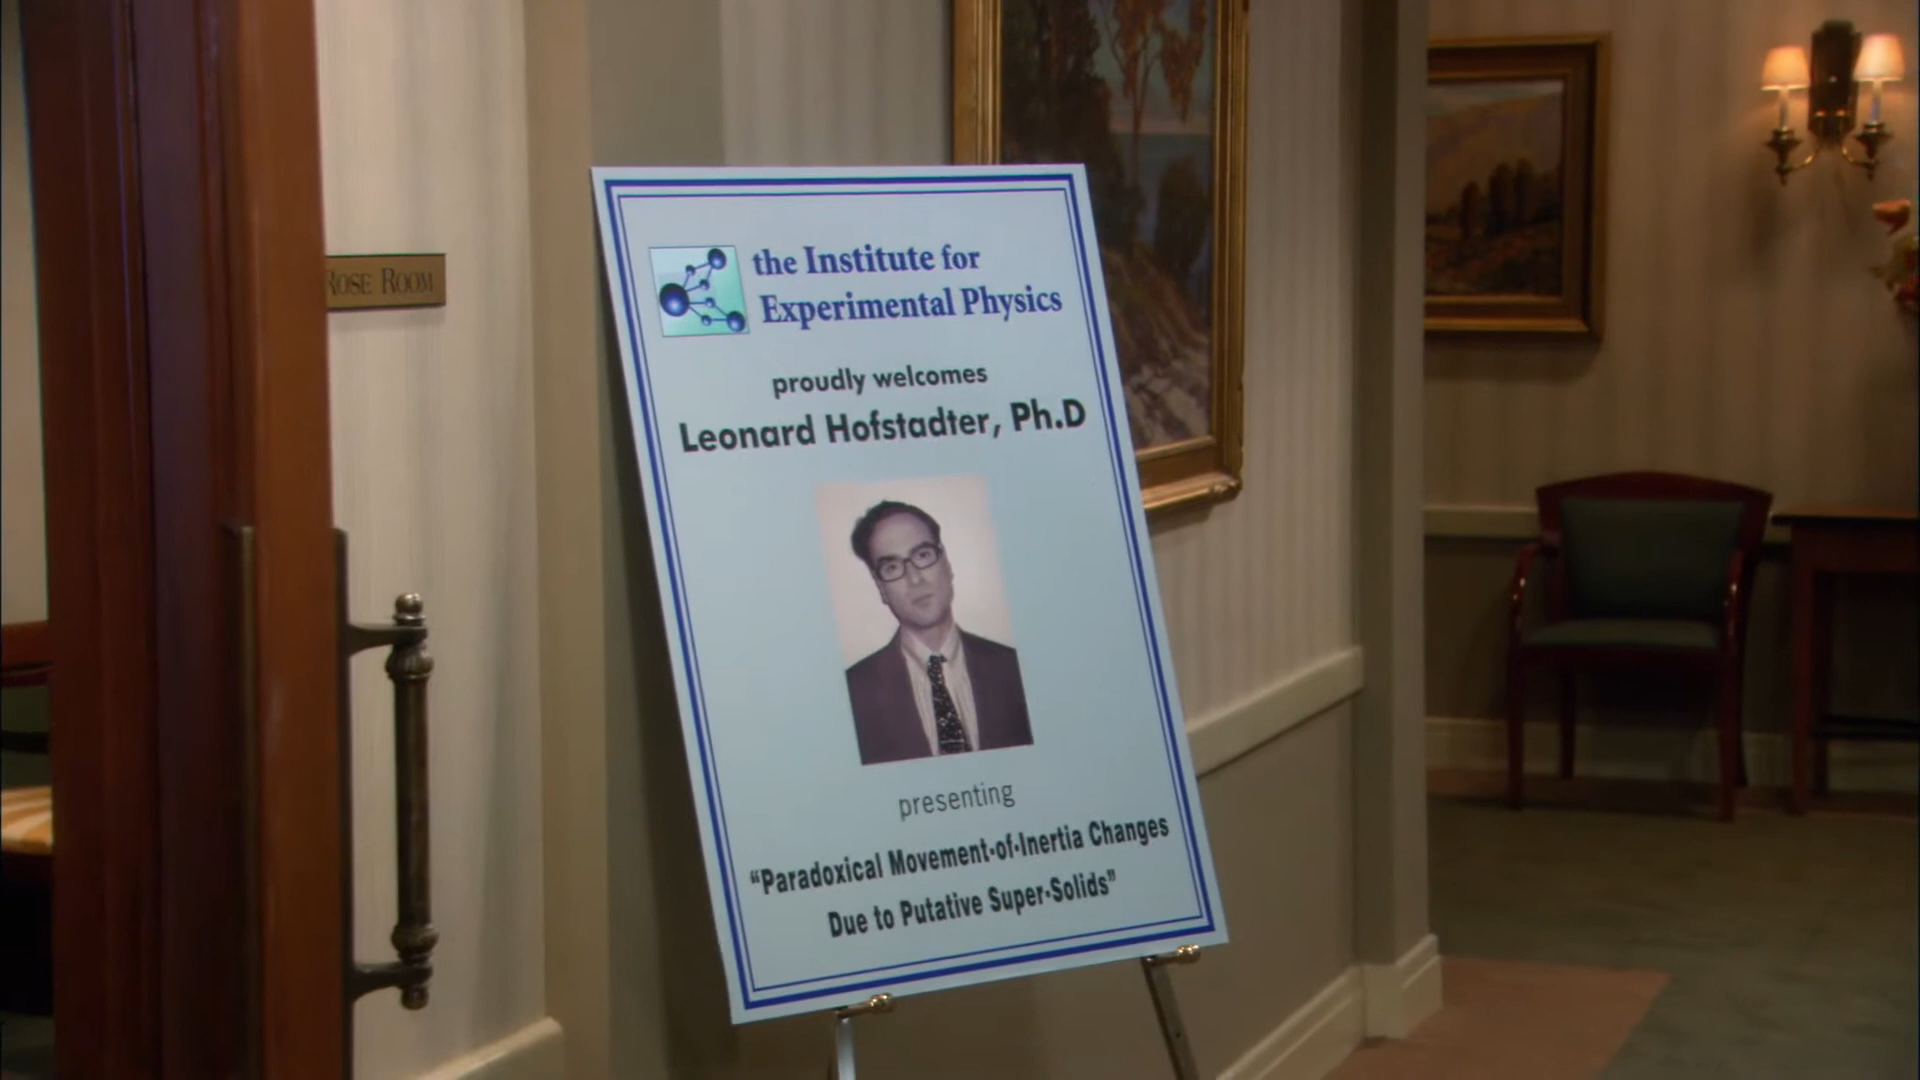 ROSE ROOM
the Institute for
Experimental Physics
proudly welcomes
Leonard Hofstadter, Ph.D
presenting
“Paradoxical Movement-of-Inertia Changes
Due to Putative Super-Solids”